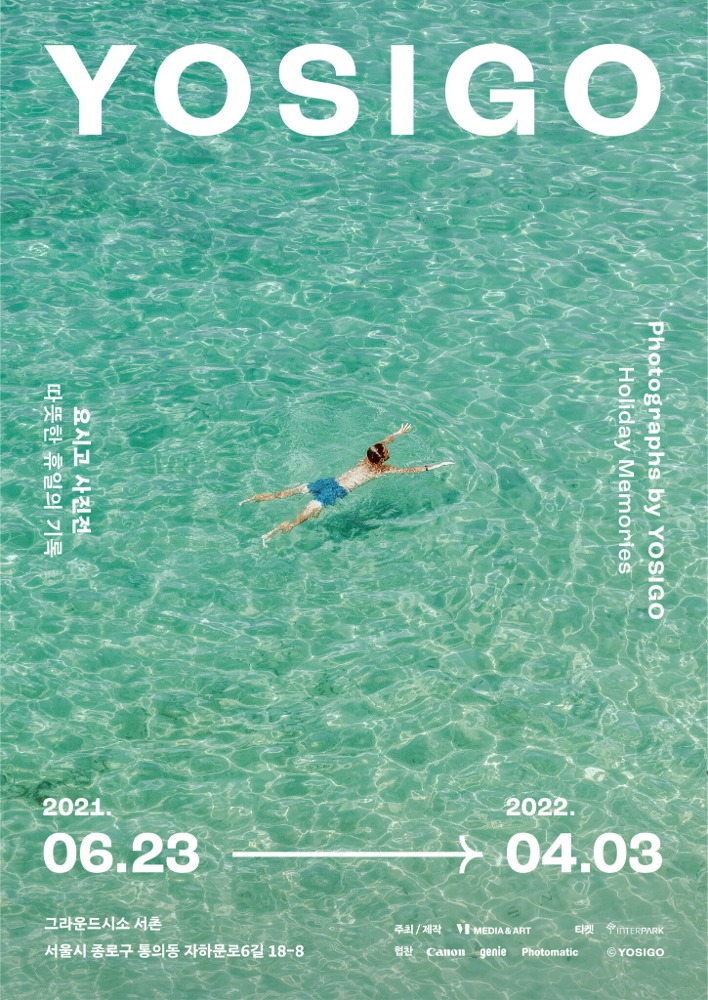 YOSIGO
Photographs by YOSIGO
Holiday Memories
요시고 사진전
따뜻한 휴일의 기록
2021.
06.23
2022.
04.03
그라운드시소 서촌
서울시 종로구 통의동 자하문로6길 18-8
주최 / 제작 MEDIA & ART
티켓 INTERPARK
협찬 Canon genie Photomatic
©YOSIGO